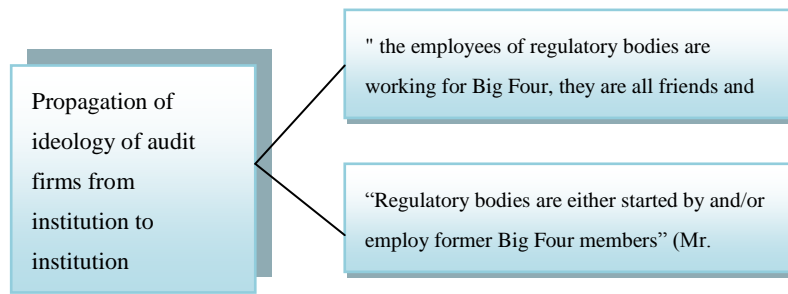 Propagation of
ideology of audit
firms from
institution to
institution
" the employees of regulatory bodies are
working for Big Four, they are all friends and
“Regulatory bodies are either started by and/or
employ former Big Four members” (Mr.